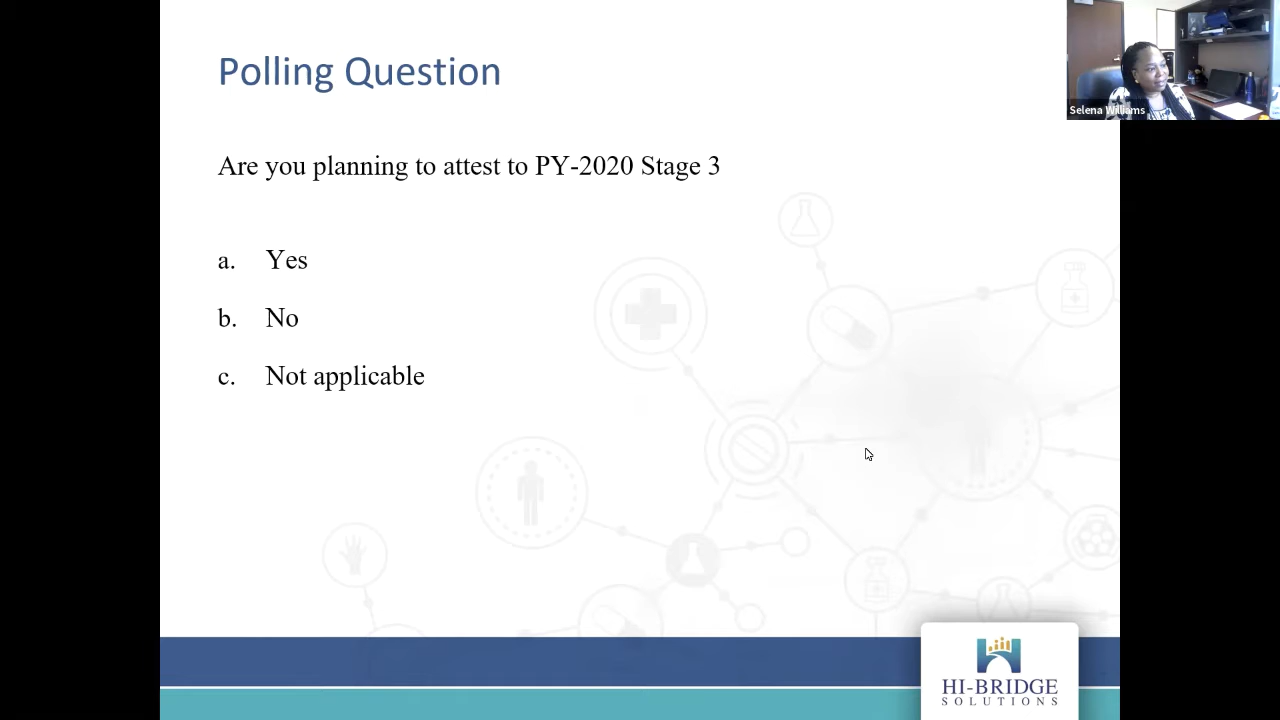 Polling Question
Selena Williams
Are you planning to attest to PY-2020 Stage 3
a. Yes
b. No
c. Not applicable
HI-BRIDGE
SOLUTIONS